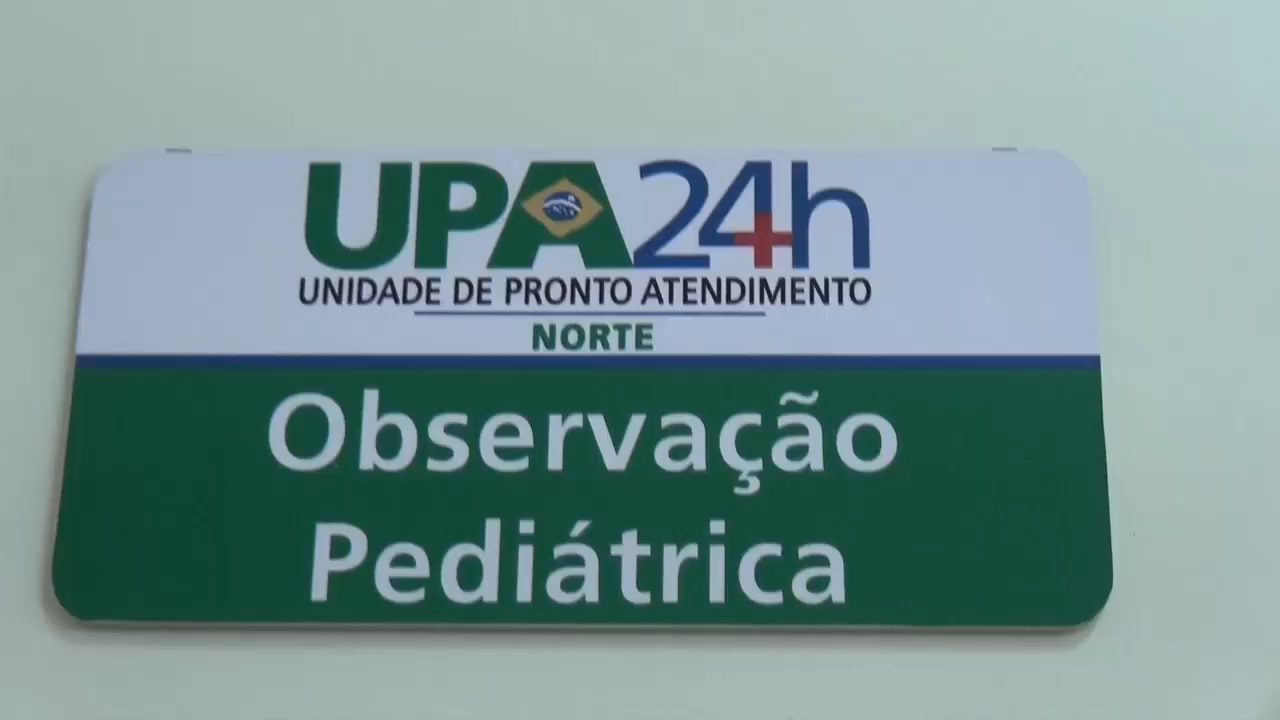 UPA24h
UNIDADE DE PRONTO ATENDIMENTO
NORTE
Observação
Pediátrica